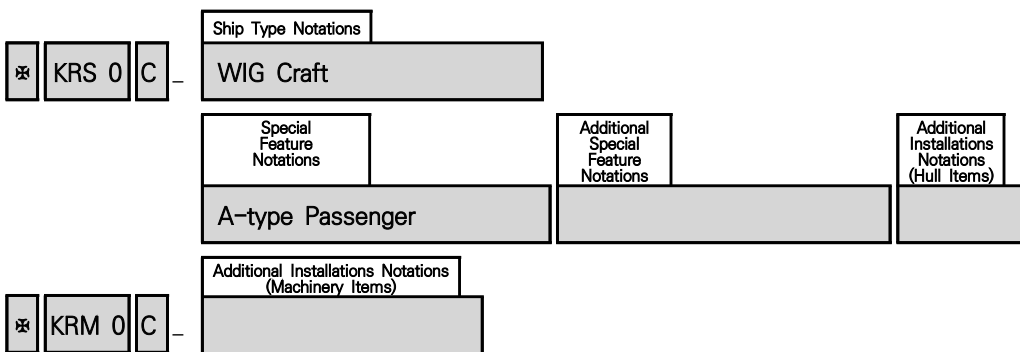 Ship Type Notations
✠ KRS 0 C _ WIG Craft
Special
Feature
Notations
Additional
Special
Feature
Notations
Additional
Installations
Notations
(Hull Items)
A-type Passenger
Additional Installations Notations
(Machinery Items)
✠ KRM 0 C _